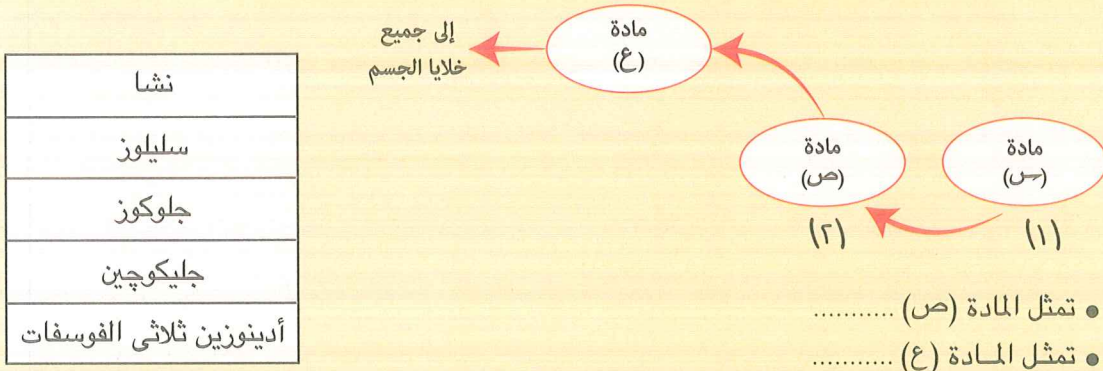 مادة
(ع)
إلى جميع
خلايا الجسم
مادة
(س)
مادة
(ص)
(١)
(٢)
نشا
سليلوز
جلوكوز
جليكوچين
أدينوزين ثلاثى الفوسفات
● تمثل المادة (ص) ...........
● تمثل المــادة (ع) ...........